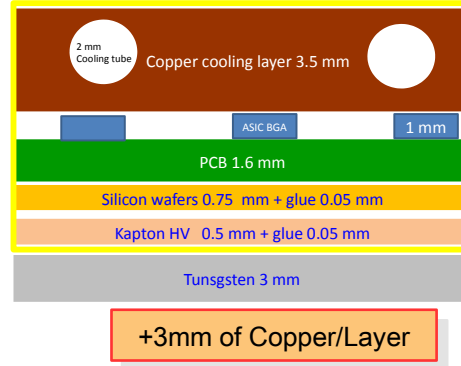 2 mm
Cooling tube
Copper cooling layer 3.5 mm
ASIC BGA
1 mm
PCB 1.6 mm
Silicon wafers 0.75 mm + glue 0.05 mm
Kapton HV 0.5 mm + glue 0.05 mm
Tunsgsten 3 mm
+3mm of Copper/Layer